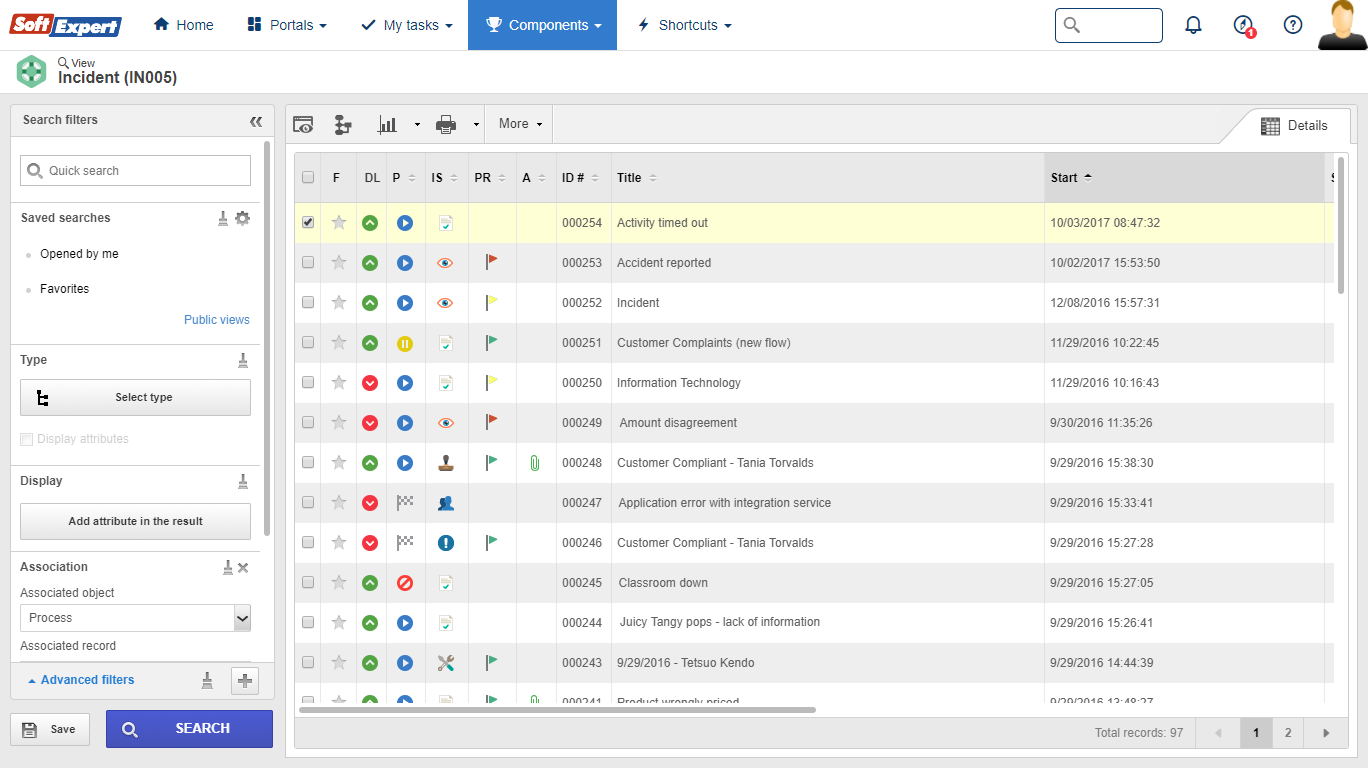 Soft Expert
Home
Portals
My tasks
Components
Shortcuts
1
View
Incident (IN005)
Search filters
Quick search
Saved searches
Opened by me
Favorites
Public views
Type
Select type
Display attributes
Display
Add attribute in the result
Association
Associated object
Process
Associated record
Advanced filters
Save
SEARCH
More
Details
F DL P IS PR A ID # Title Start
000254 Activity timed out 10/03/2017 08:47:32
000253 Accident reported 10/02/2017 15:53:50
000252 Incident 12/08/2016 15:57:31
000251 Customer Complaints (new flow) 11/29/2016 10:22:45
000250 Information Technology 11/29/2016 10:16:43
000249 Amount disagreement 9/30/2016 11:35:26
000248 Customer Compliant - Tania Torvalds 9/29/2016 15:38:30
000247 Application error with integration service 9/29/2016 15:33:41
000246 Customer Compliant - Tania Torvalds 9/29/2016 15:27:28
000245 Classroom down 9/29/2016 15:27:05
000244 Juicy Tangy pops - lack of information 9/29/2016 15:26:41
000243 9/29/2016 - Tetsuo Kendo 9/29/2016 14:44:39
000241 Product wrongly priced 9/29/2016 13:48:27
Total records: 97
1
2